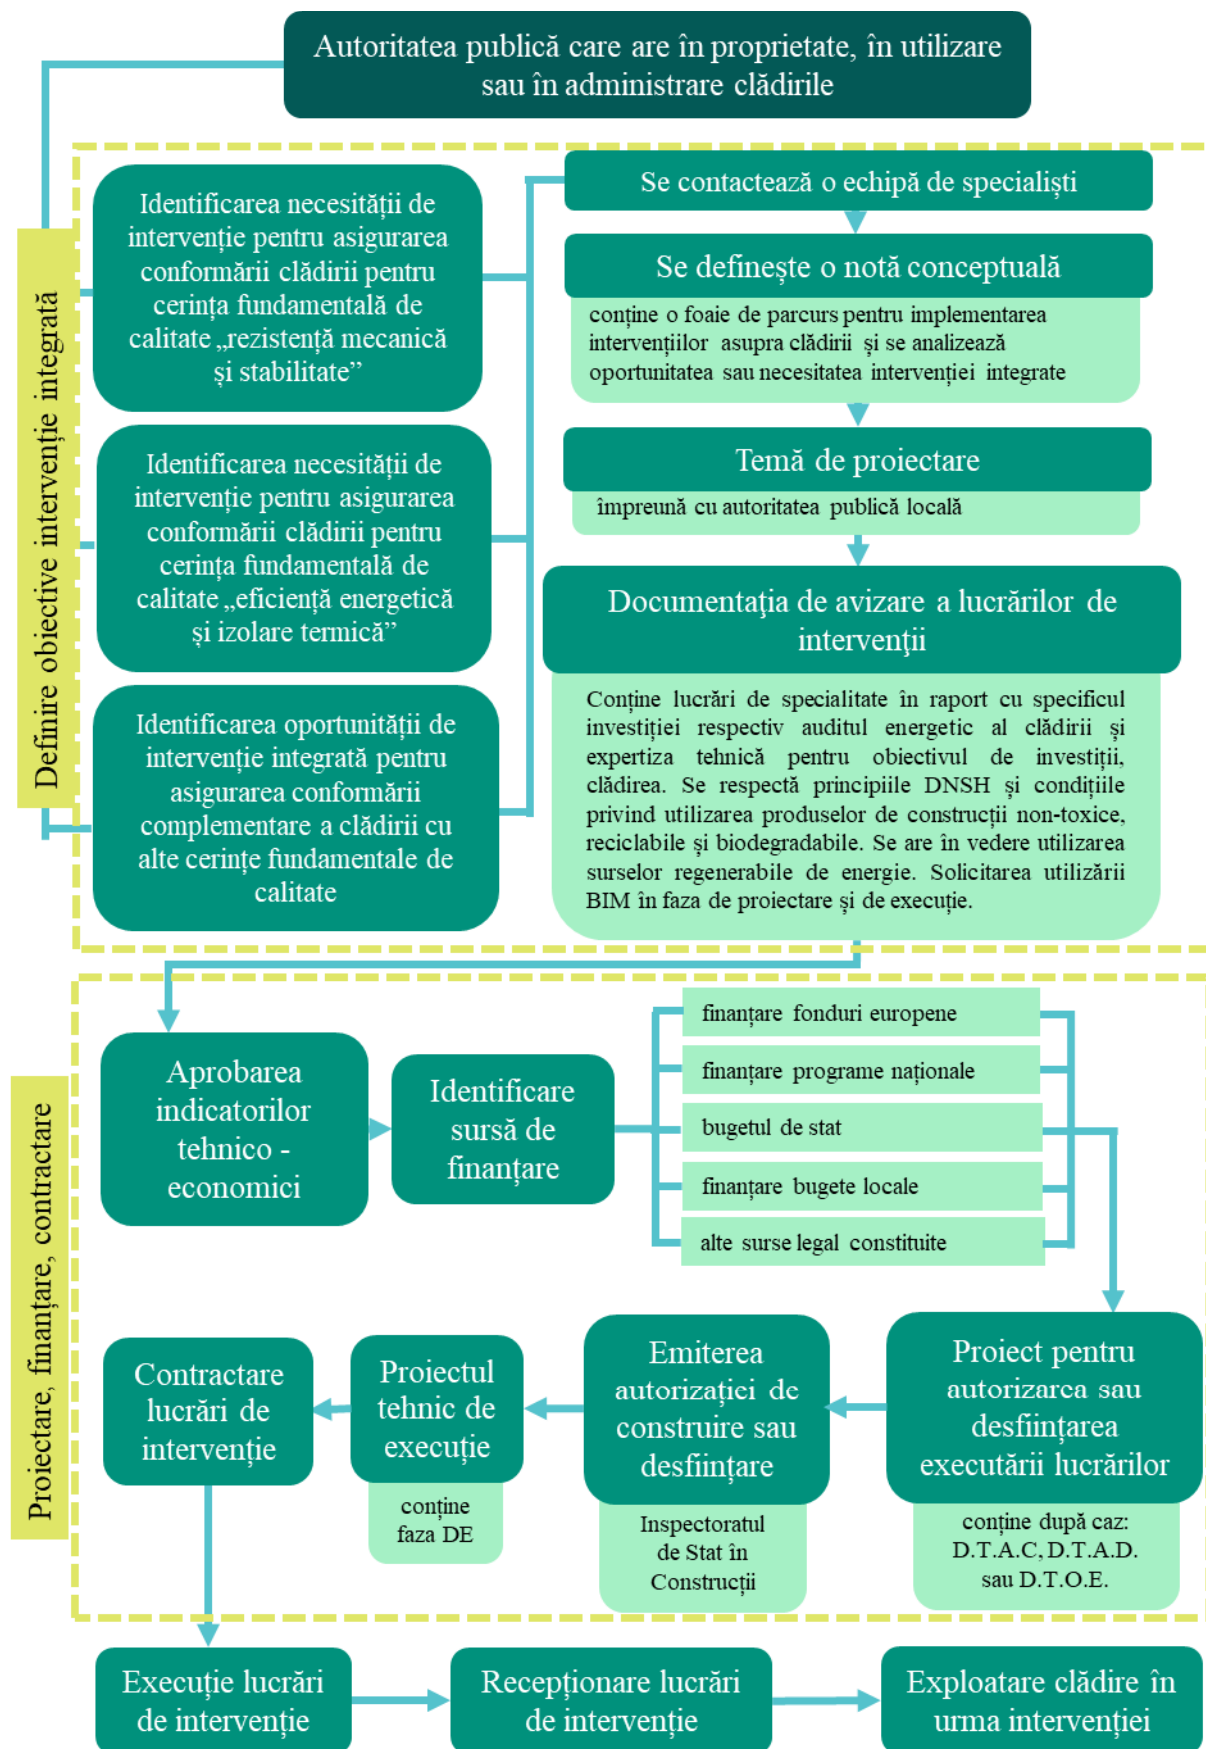 Autoritatea publică care are în proprietate, în utilizare
sau în administrare clădirile
Definire obiective intervenție integrată
Identificarea necesității de
intervenție pentru asigurarea
conformării clădirii pentru
cerința fundamentală de
calitate „rezistență mecanică
și stabilitate”
Identificarea necesității de
intervenție pentru asigurarea
conformării clădirii pentru
cerința fundamentală de
calitate „eficiență energetică
și izolare termică”
Identificarea oportunității de
intervenție integrată pentru
asigurarea conformării
complementare a clădirii cu
alte cerințe fundamentale de
calitate
Se contactează o echipă de specialiști
Se definește o notă conceptuală
conține o foaie de parcurs pentru implementarea
intervențiilor asupra clădirii și se analizează
oportunitatea sau necesitatea intervenției integrate
Temă de proiectare
împreună cu autoritatea publică locală
Documentaţia de avizare a lucrărilor de
intervenţii
Conține lucrări de specialitate în raport cu specificul
investiției respectiv auditul energetic al clădirii și
expertiza tehnică pentru obiectivul de investiții,
clădirea. Se respectă principiile DNSH și condițiile
privind utilizarea produselor de construcții non-toxice,
reciclabile și biodegradabile. Se are în vedere utilizarea
surselor regenerabile de energie. Solicitarea utilizării
BIM în faza de proiectare și de execuție.
Proiectare, finanțare, contractare
Aprobarea
indicatorilor
tehnico -
economici
Identificare
sursă de
finanțare
finanțare fonduri europene
finanțare programe naționale
bugetul de stat
finanțare bugete locale
alte surse legal constituite
Contractare
lucrări de
intervenție
Proiectul
tehnic de
execuție
conține
faza DE
Emiterea
autorizației de
construire sau
desființare
Inspectoratul
de Stat în
Construcții
Proiect pentru
autorizarea sau
desființarea
executării lucrărilor
conține după caz:
D.T.A.C, D.T.A.D.
sau D.T.O.E.
Execuție lucrări
de intervenție
Recepționare lucrări
de intervenție
Exploatare clădire în
urma intervenției